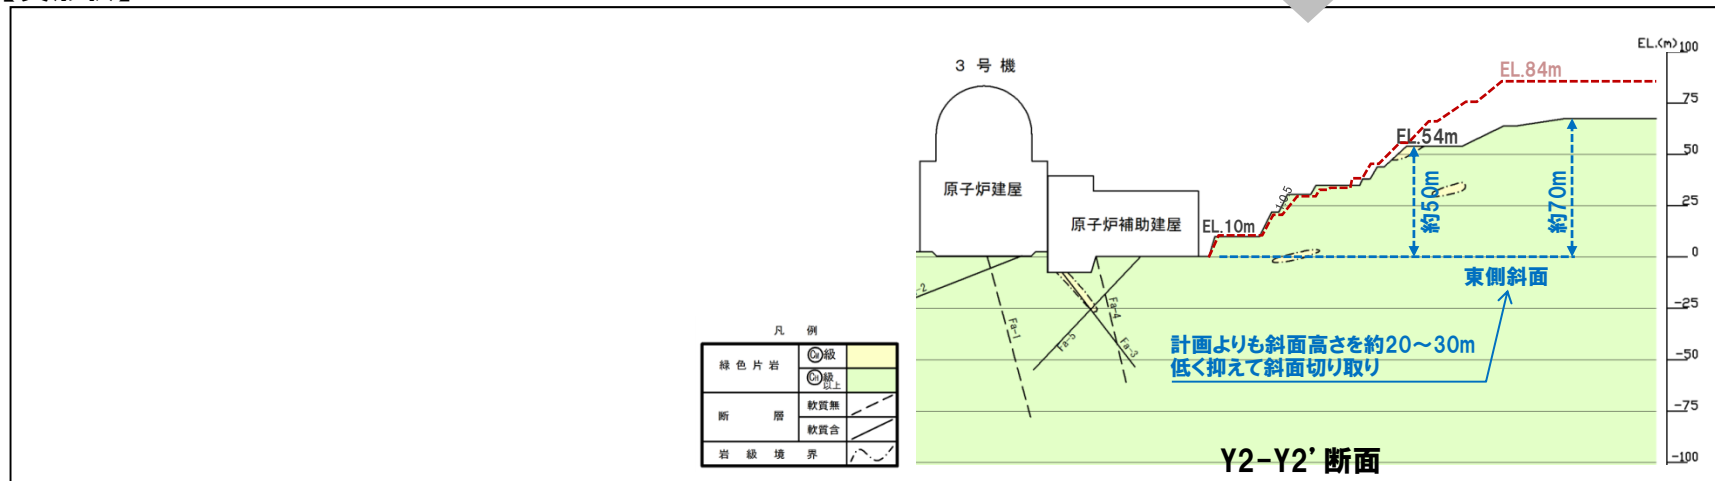 EL.(m)
100
75
50
25
0
-25
-50
-75
-100
3号機
原子炉建屋
原子炉補助建屋
EL.10m
EL.54m
EL.84m
約50m
約70m
東側斜面
計画よりも斜面高さを約20~30m
低く抑えて斜面切り取り
Fa-1
Fa-4
Fa-5
Fa-3
凡 例
緑色片岩
CM級
CH級
以上
断 層
軟質無
軟質含
岩級境界
Y2-Y2’断面